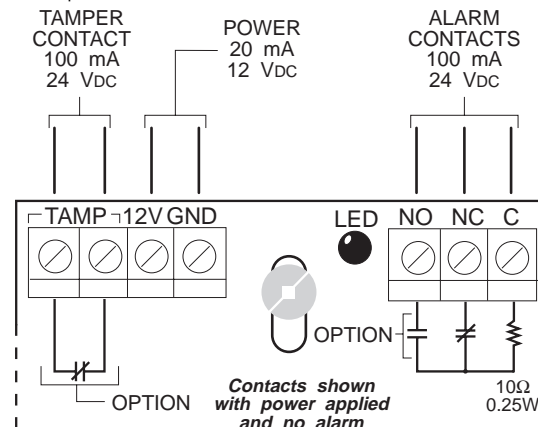 TAMPER
CONTACT
100 mA
24 VDC
POWER
20 mA
12 VDC
ALARM
CONTACTS
100 mA
24 VDC
TAMP 12V GND
LED NO NC C
OPTION
OPTION
Contacts shown
with power applied
and no alarm
10Ω
0.25W